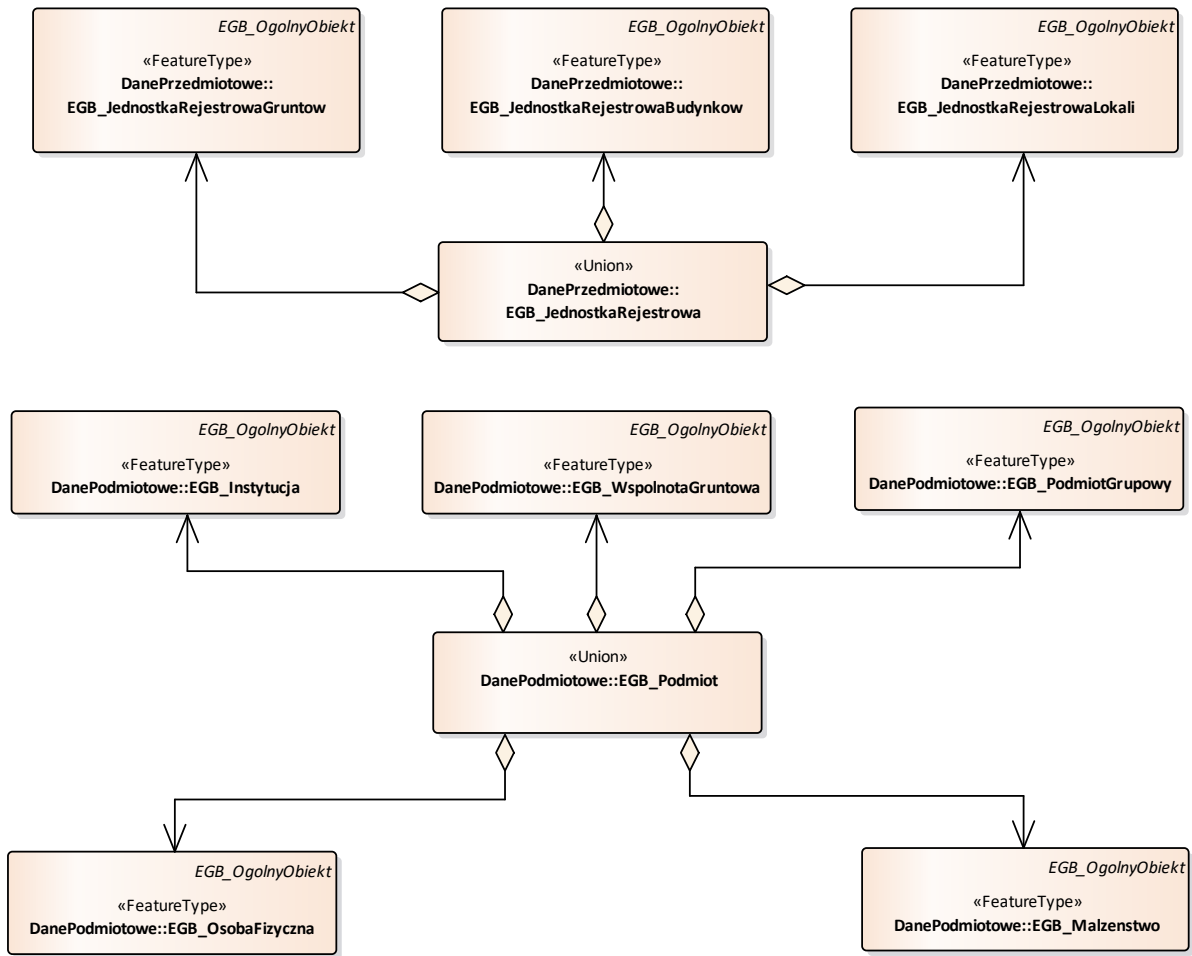 EGB_OgolnyObiekt
«FeatureType»
DanePrzedmiotowe::
EGB_JednostkaRejestrowaGruntow
EGB_OgolnyObiekt
«FeatureType»
DanePrzedmiotowe::
EGB_JednostkaRejestrowaBudynkow
EGB_OgolnyObiekt
«FeatureType»
DanePrzedmiotowe::
EGB_JednostkaRejestrowaLokali
«Union»
DanePrzedmiotowe::
EGB_JednostkaRejestrowa
EGB_OgolnyObiekt
«FeatureType»
DanePodmiotowe::EGB_Instytucja
EGB_OgolnyObiekt
«FeatureType»
DanePodmiotowe::EGB_WspolnotaGruntowa
EGB_OgolnyObiekt
«FeatureType»
DanePodmiotowe::EGB_PodmiotGrupowy
«Union»
DanePodmiotowe::EGB_Podmiot
EGB_OgolnyObiekt
«FeatureType»
DanePodmiotowe::EGB_OsobaFizyczna
EGB_OgolnyObiekt
«FeatureType»
DanePodmiotowe::EGB_Malzenstwo